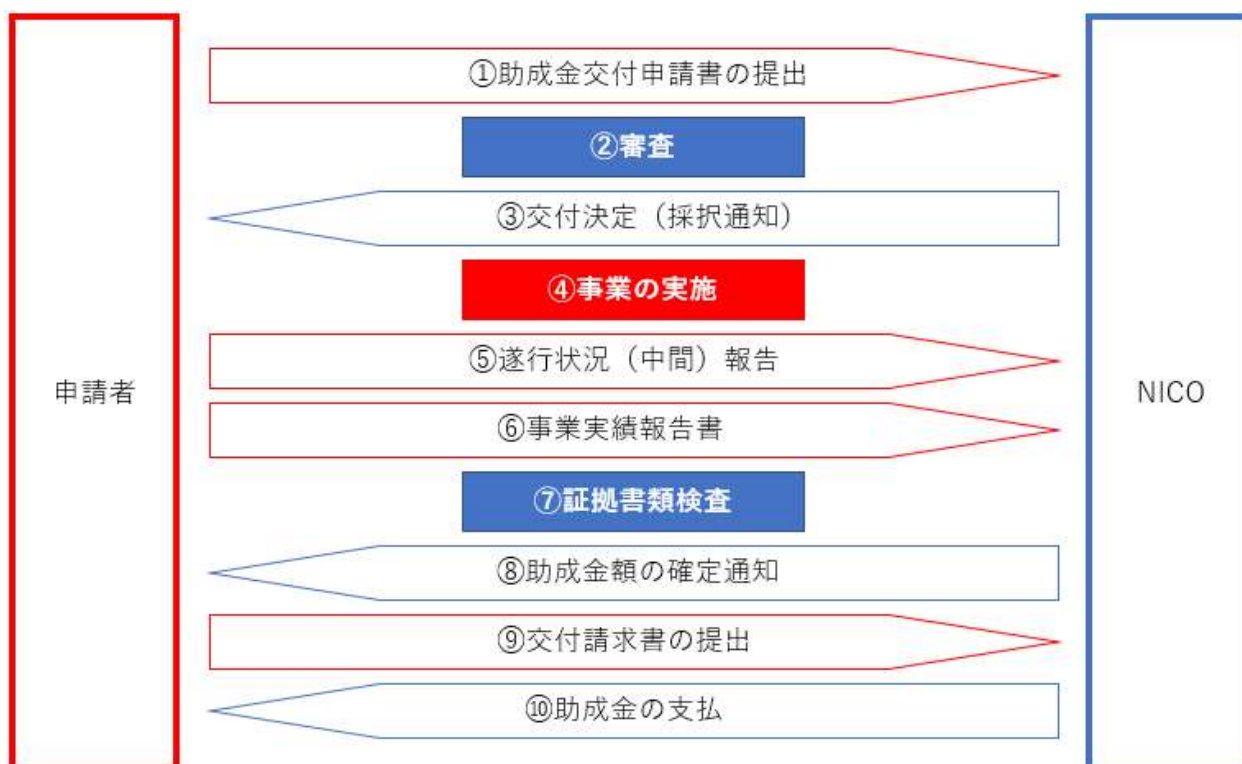 ①助成金交付申請書の提出
②審査
③交付決定（採択通知）
④事業の実施
⑤遂行状況（中間）報告
申請者
NICO
⑥事業実績報告書
⑦証拠書類検査
⑧助成金額の確定通知
⑨交付請求書の提出
⑩助成金の支払